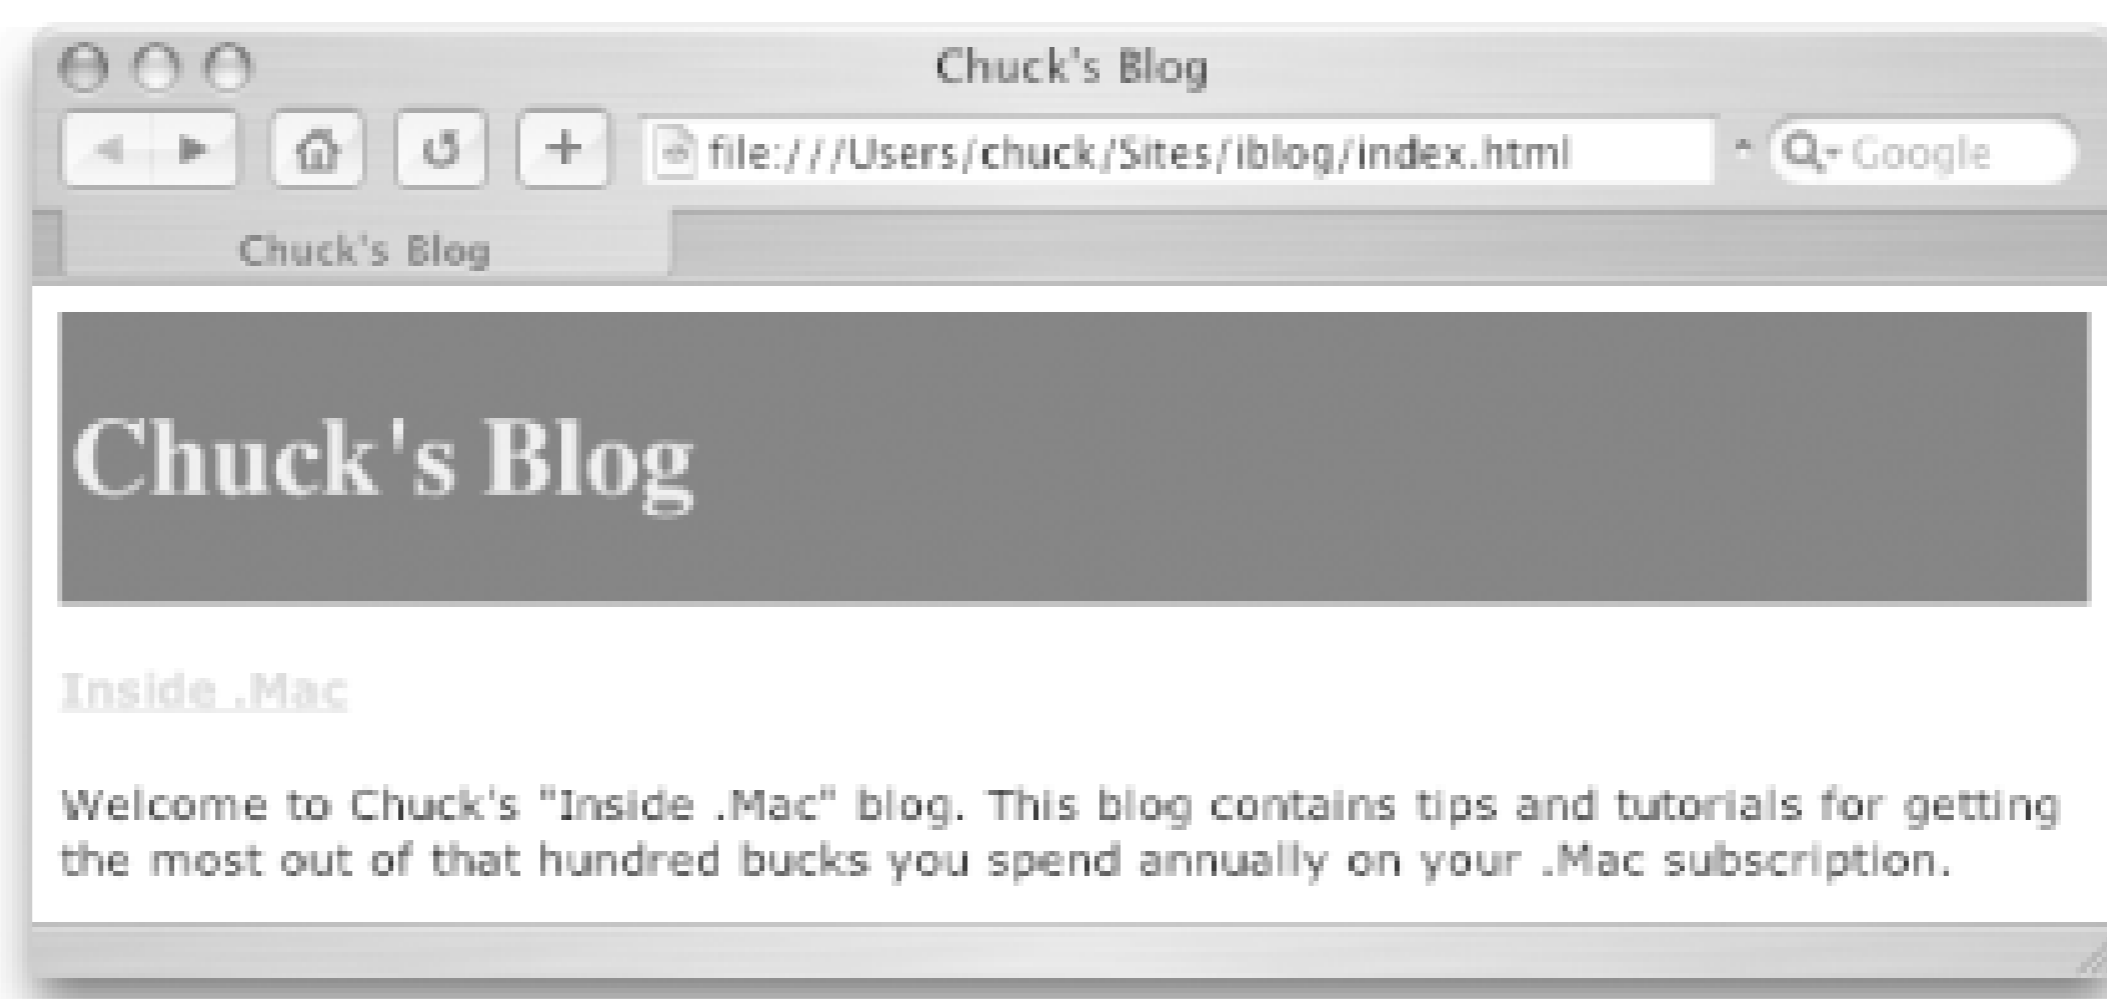 Chuck's Blog
file:///Users/chuck/Sites/iblog/index.html
Google
Chuck's Blog
Chuck's Blog
Inside .Mac
Welcome to Chuck's "Inside .Mac" blog. This blog contains tips and tutorials for getting
the most out of that hundred bucks you spend annually on your .Mac subscription.